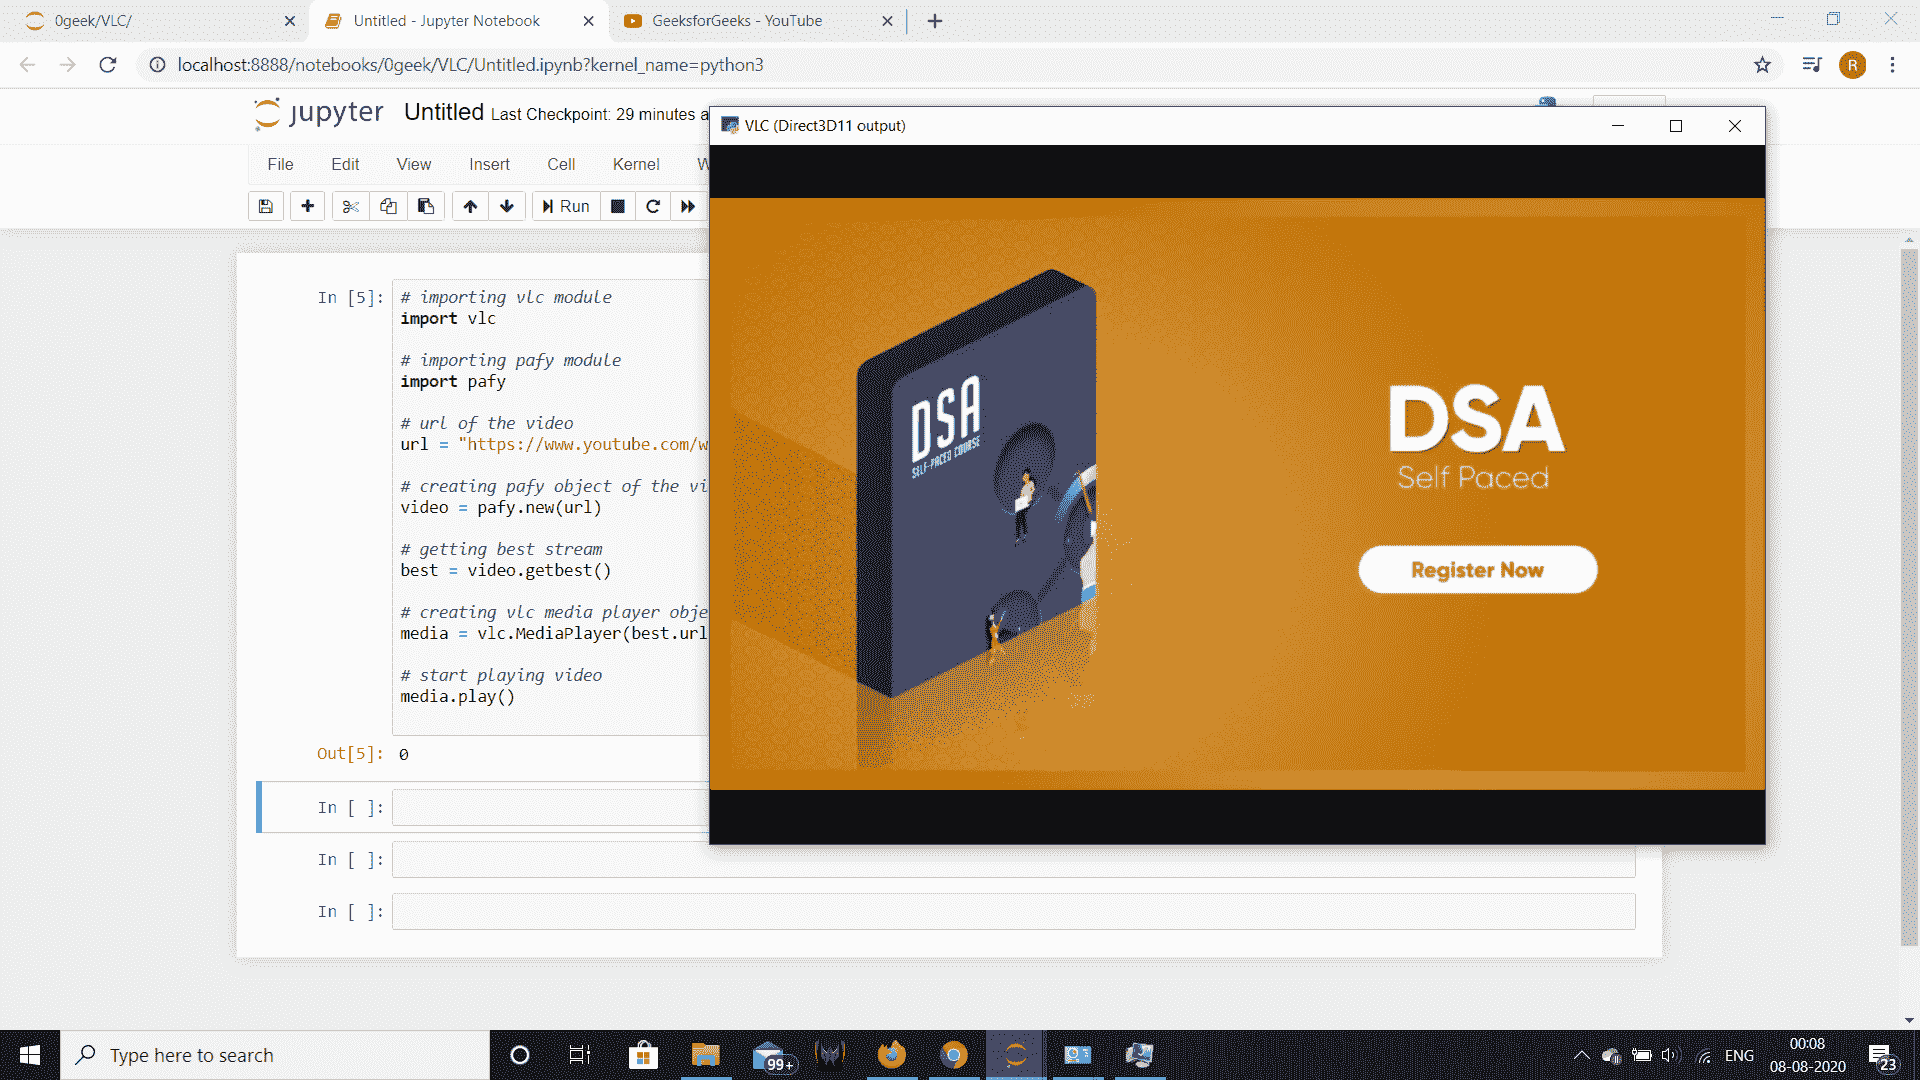 0geek/VLC/
Untitled - Jupyter Notebook
GeeksforGeeks - YouTube
localhost:8888/notebooks/0geek/VLC/Untitled.ipynb?kernel_name=python3
R
jupyter Untitled Last Checkpoint: 29 minutes a
File Edit View Insert Cell Kernel W
Run
VLC (Direct3D11 output)
In [5]:
# importing vlc module
import vlc
# importing pafy module
import pafy
# url of the video
url = "https://www.youtube.com/w
# creating pafy object of the vi
video = pafy.new(url)
# getting best stream
best = video.getbest()
# creating vlc media player obje
media = vlc.MediaPlayer(best.url
# start playing video
media.play()
Out[5]: 0
In [ ]:
In [ ]:
In [ ]:
DSA
SELF-PACED COURSE
DSA
Self Paced
Register Now
Type here to search
99+
ENG
00:08
08-08-2020
23